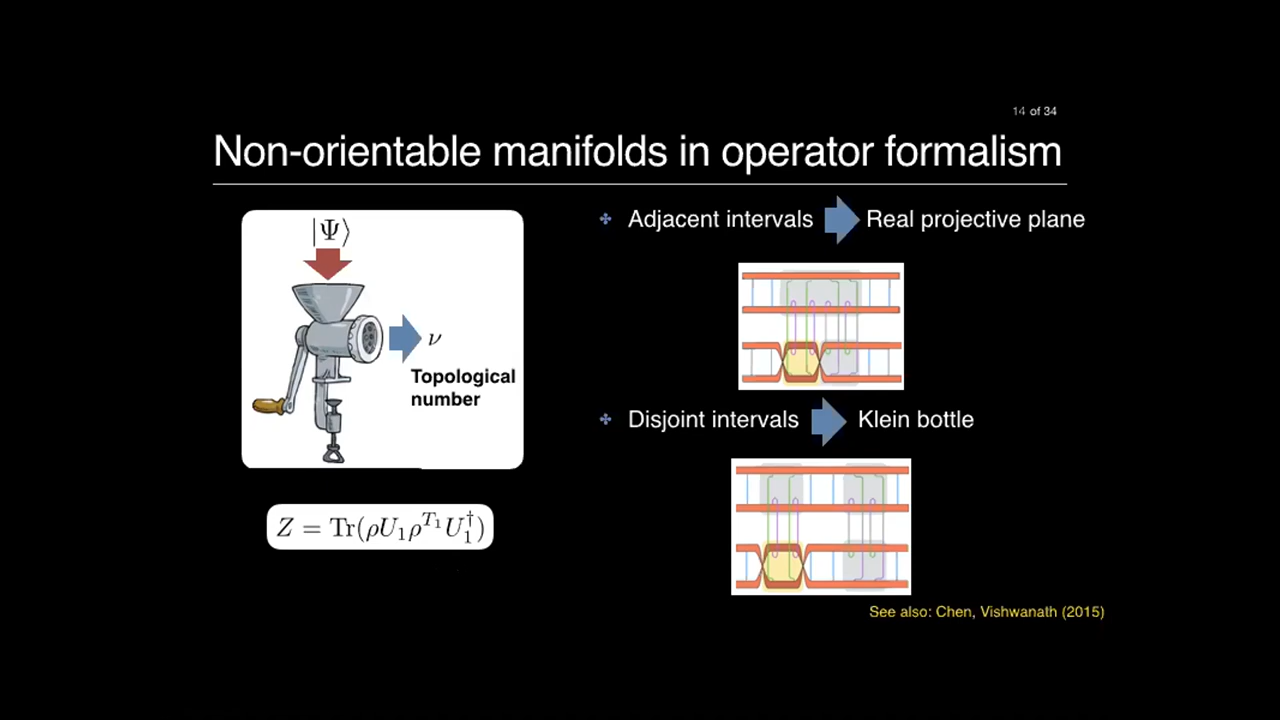 14 of 34
Non-orientable manifolds in operator formalism
|Ψ⟩
ν
Topological
number
Z = Tr(ρU₁ρ^{T₁}U₁^†)
✤ Adjacent intervals Real projective plane
✤ Disjoint intervals Klein bottle
See also: Chen, Vishwanath (2015)